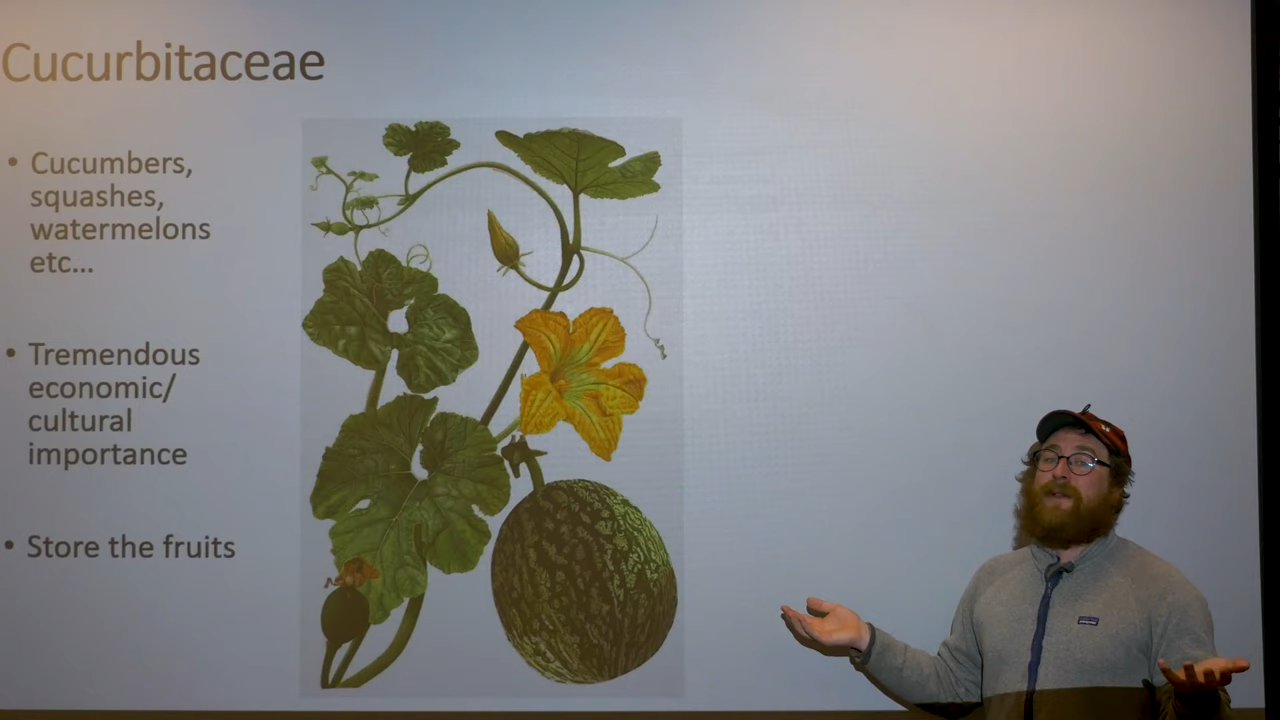 Cucurbitaceae
• Cucumbers,
squashes,
watermelons
etc...
• Tremendous
economic/
cultural
importance
• Store the fruits